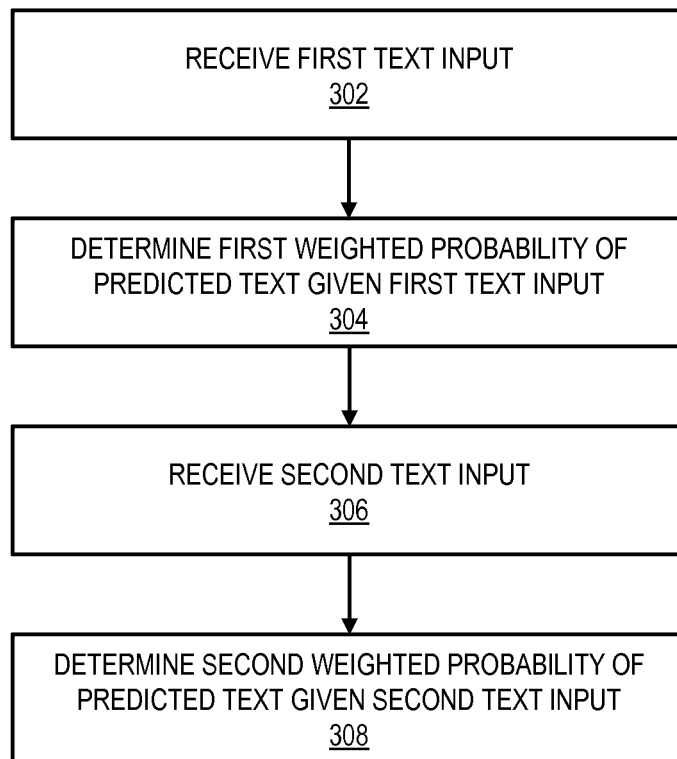 RECEIVE FIRST TEXT INPUT
302
DETERMINE FIRST WEIGHTED PROBABILITY OF
PREDICTED TEXT GIVEN FIRST TEXT INPUT
304
RECEIVE SECOND TEXT INPUT
306
DETERMINE SECOND WEIGHTED PROBABILITY OF
PREDICTED TEXT GIVEN SECOND TEXT INPUT
308